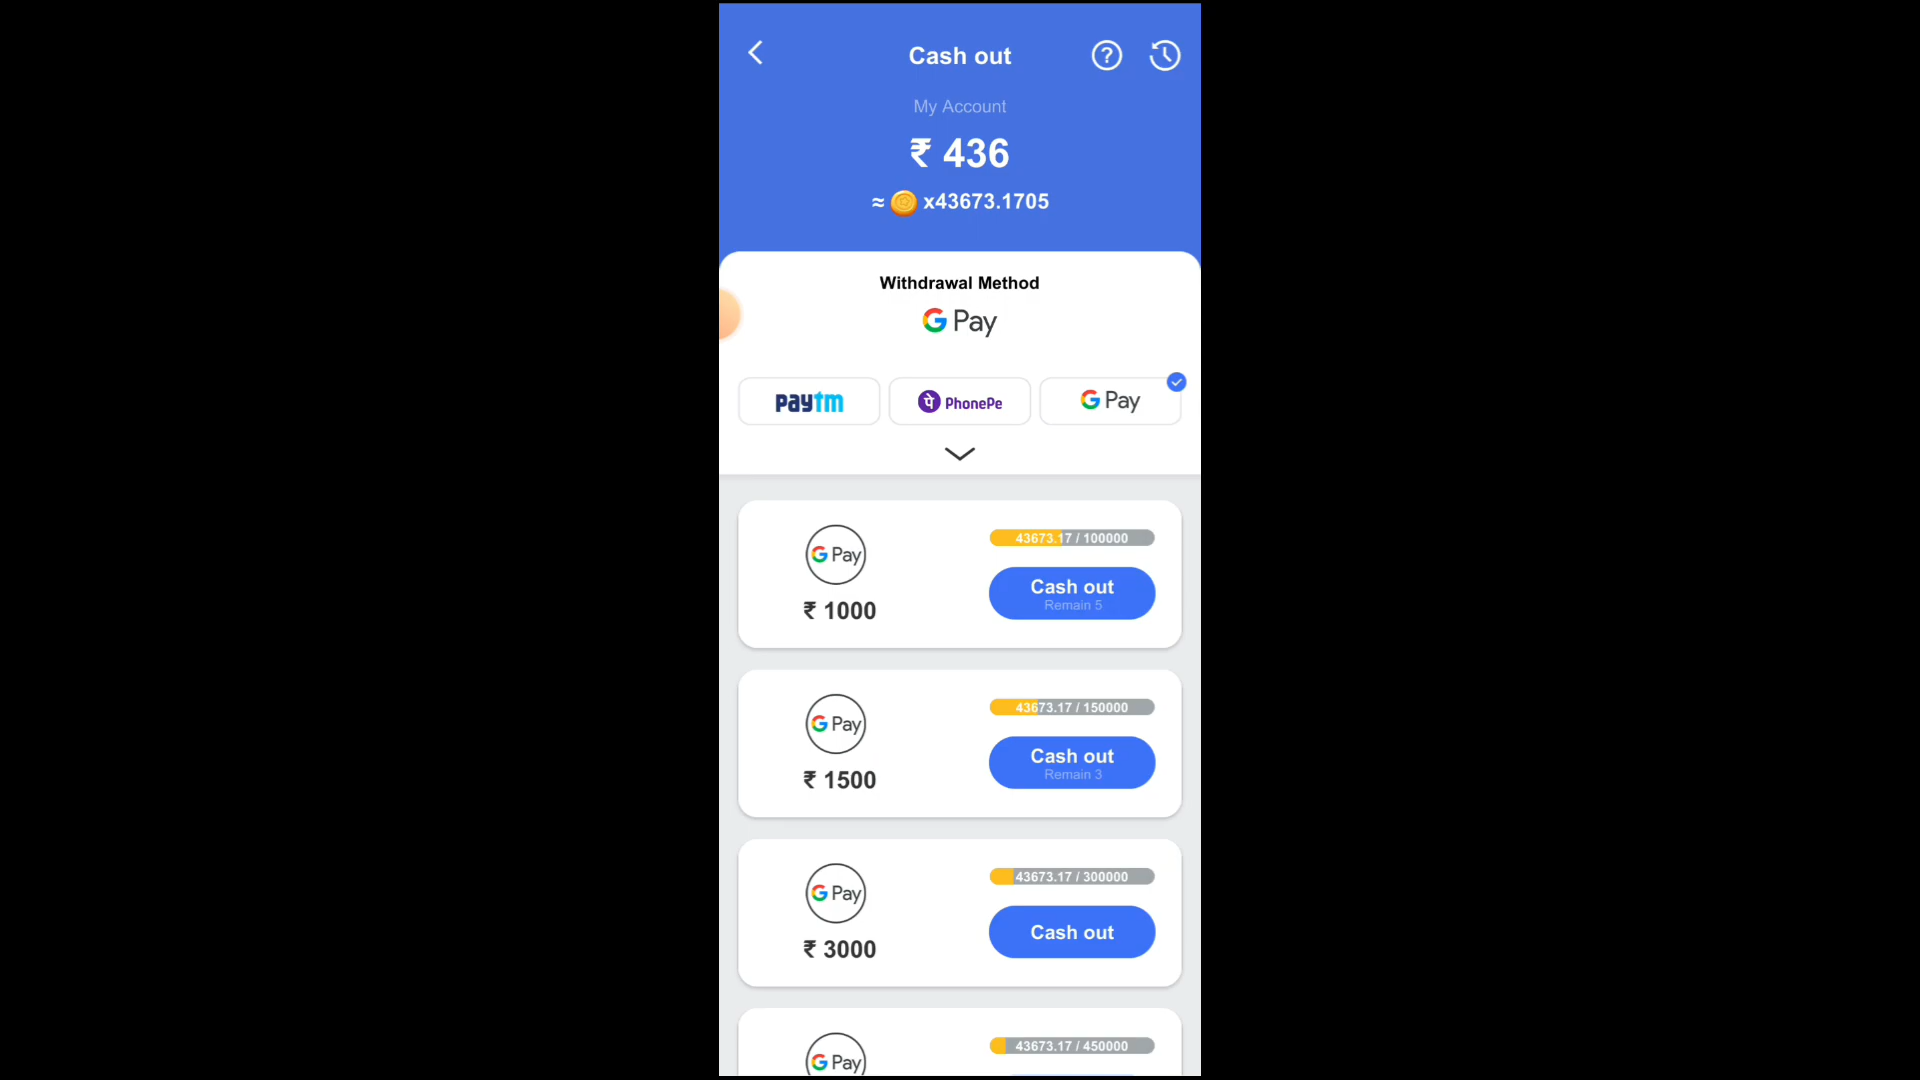 Cash out
My Account
₹ 436
≈ x43673.1705
Withdrawal Method
G Pay
paytm
पे PhonePe
G Pay
G Pay
43673.17 / 100000
Cash out
Remain 5
₹ 1000
G Pay
43673.17 / 150000
Cash out
Remain 3
₹ 1500
G Pay
43673.17 / 300000
Cash out
₹ 3000
G Pay
43673.17 / 450000